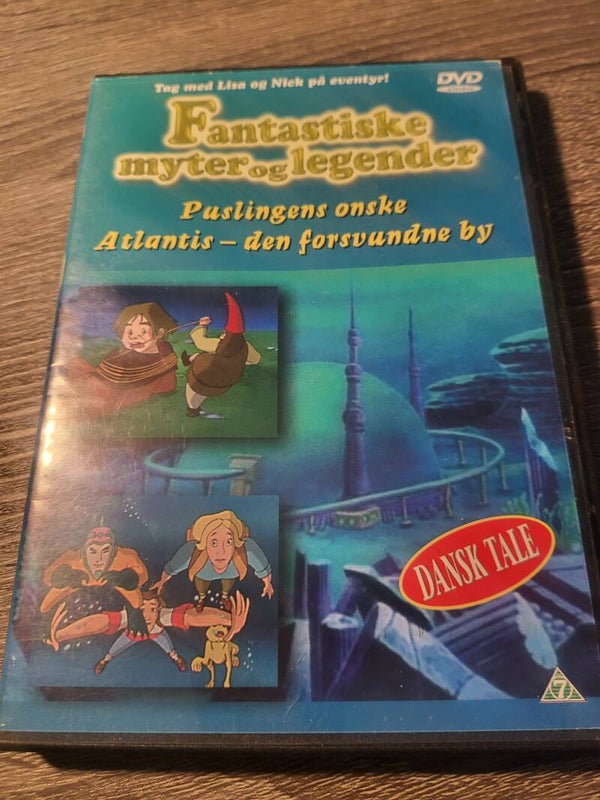 Tag med Lisa og Nick på eventyr!
DVD
VIDEO
Fantastiske
myter og legender
Puslingens onske
Atlantis – den forsvundne by
DANSK TALE
7